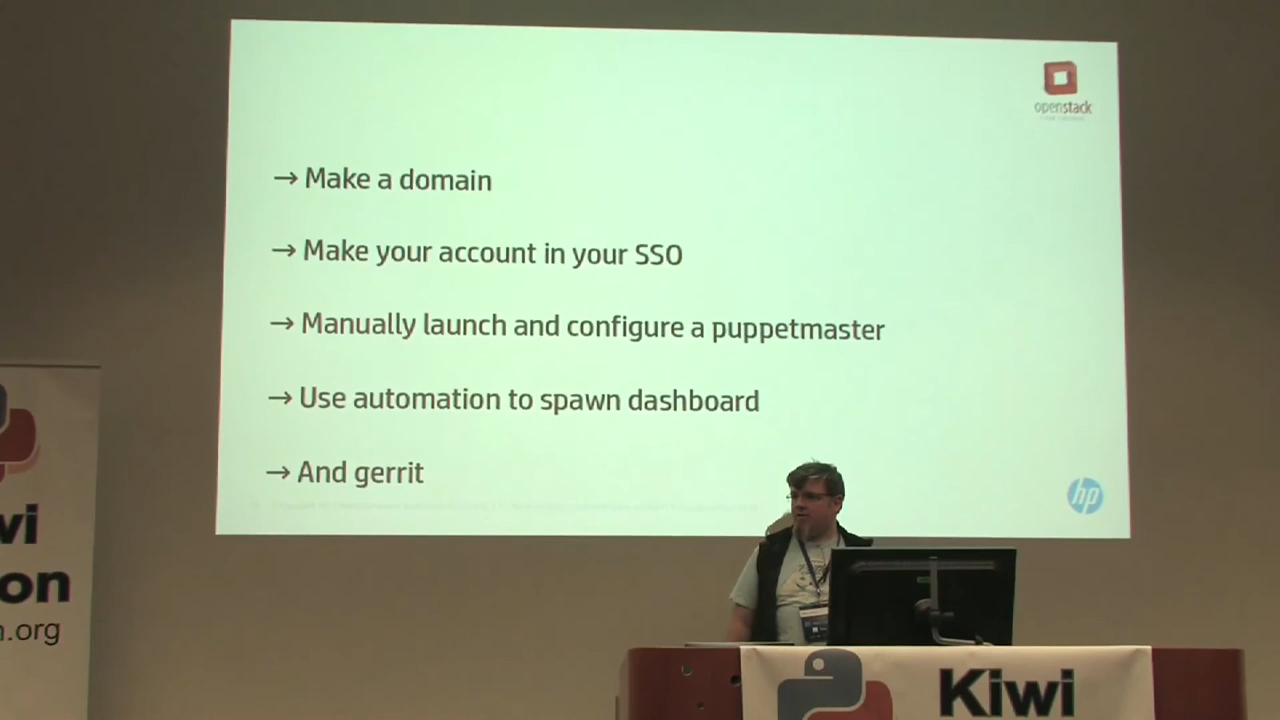 openstack
→ Make a domain
→ Make your account in your SSO
→ Manually launch and configure a puppetmaster
→ Use automation to spawn dashboard
→ And gerrit
hp
wi
on
n.org
Kiwi